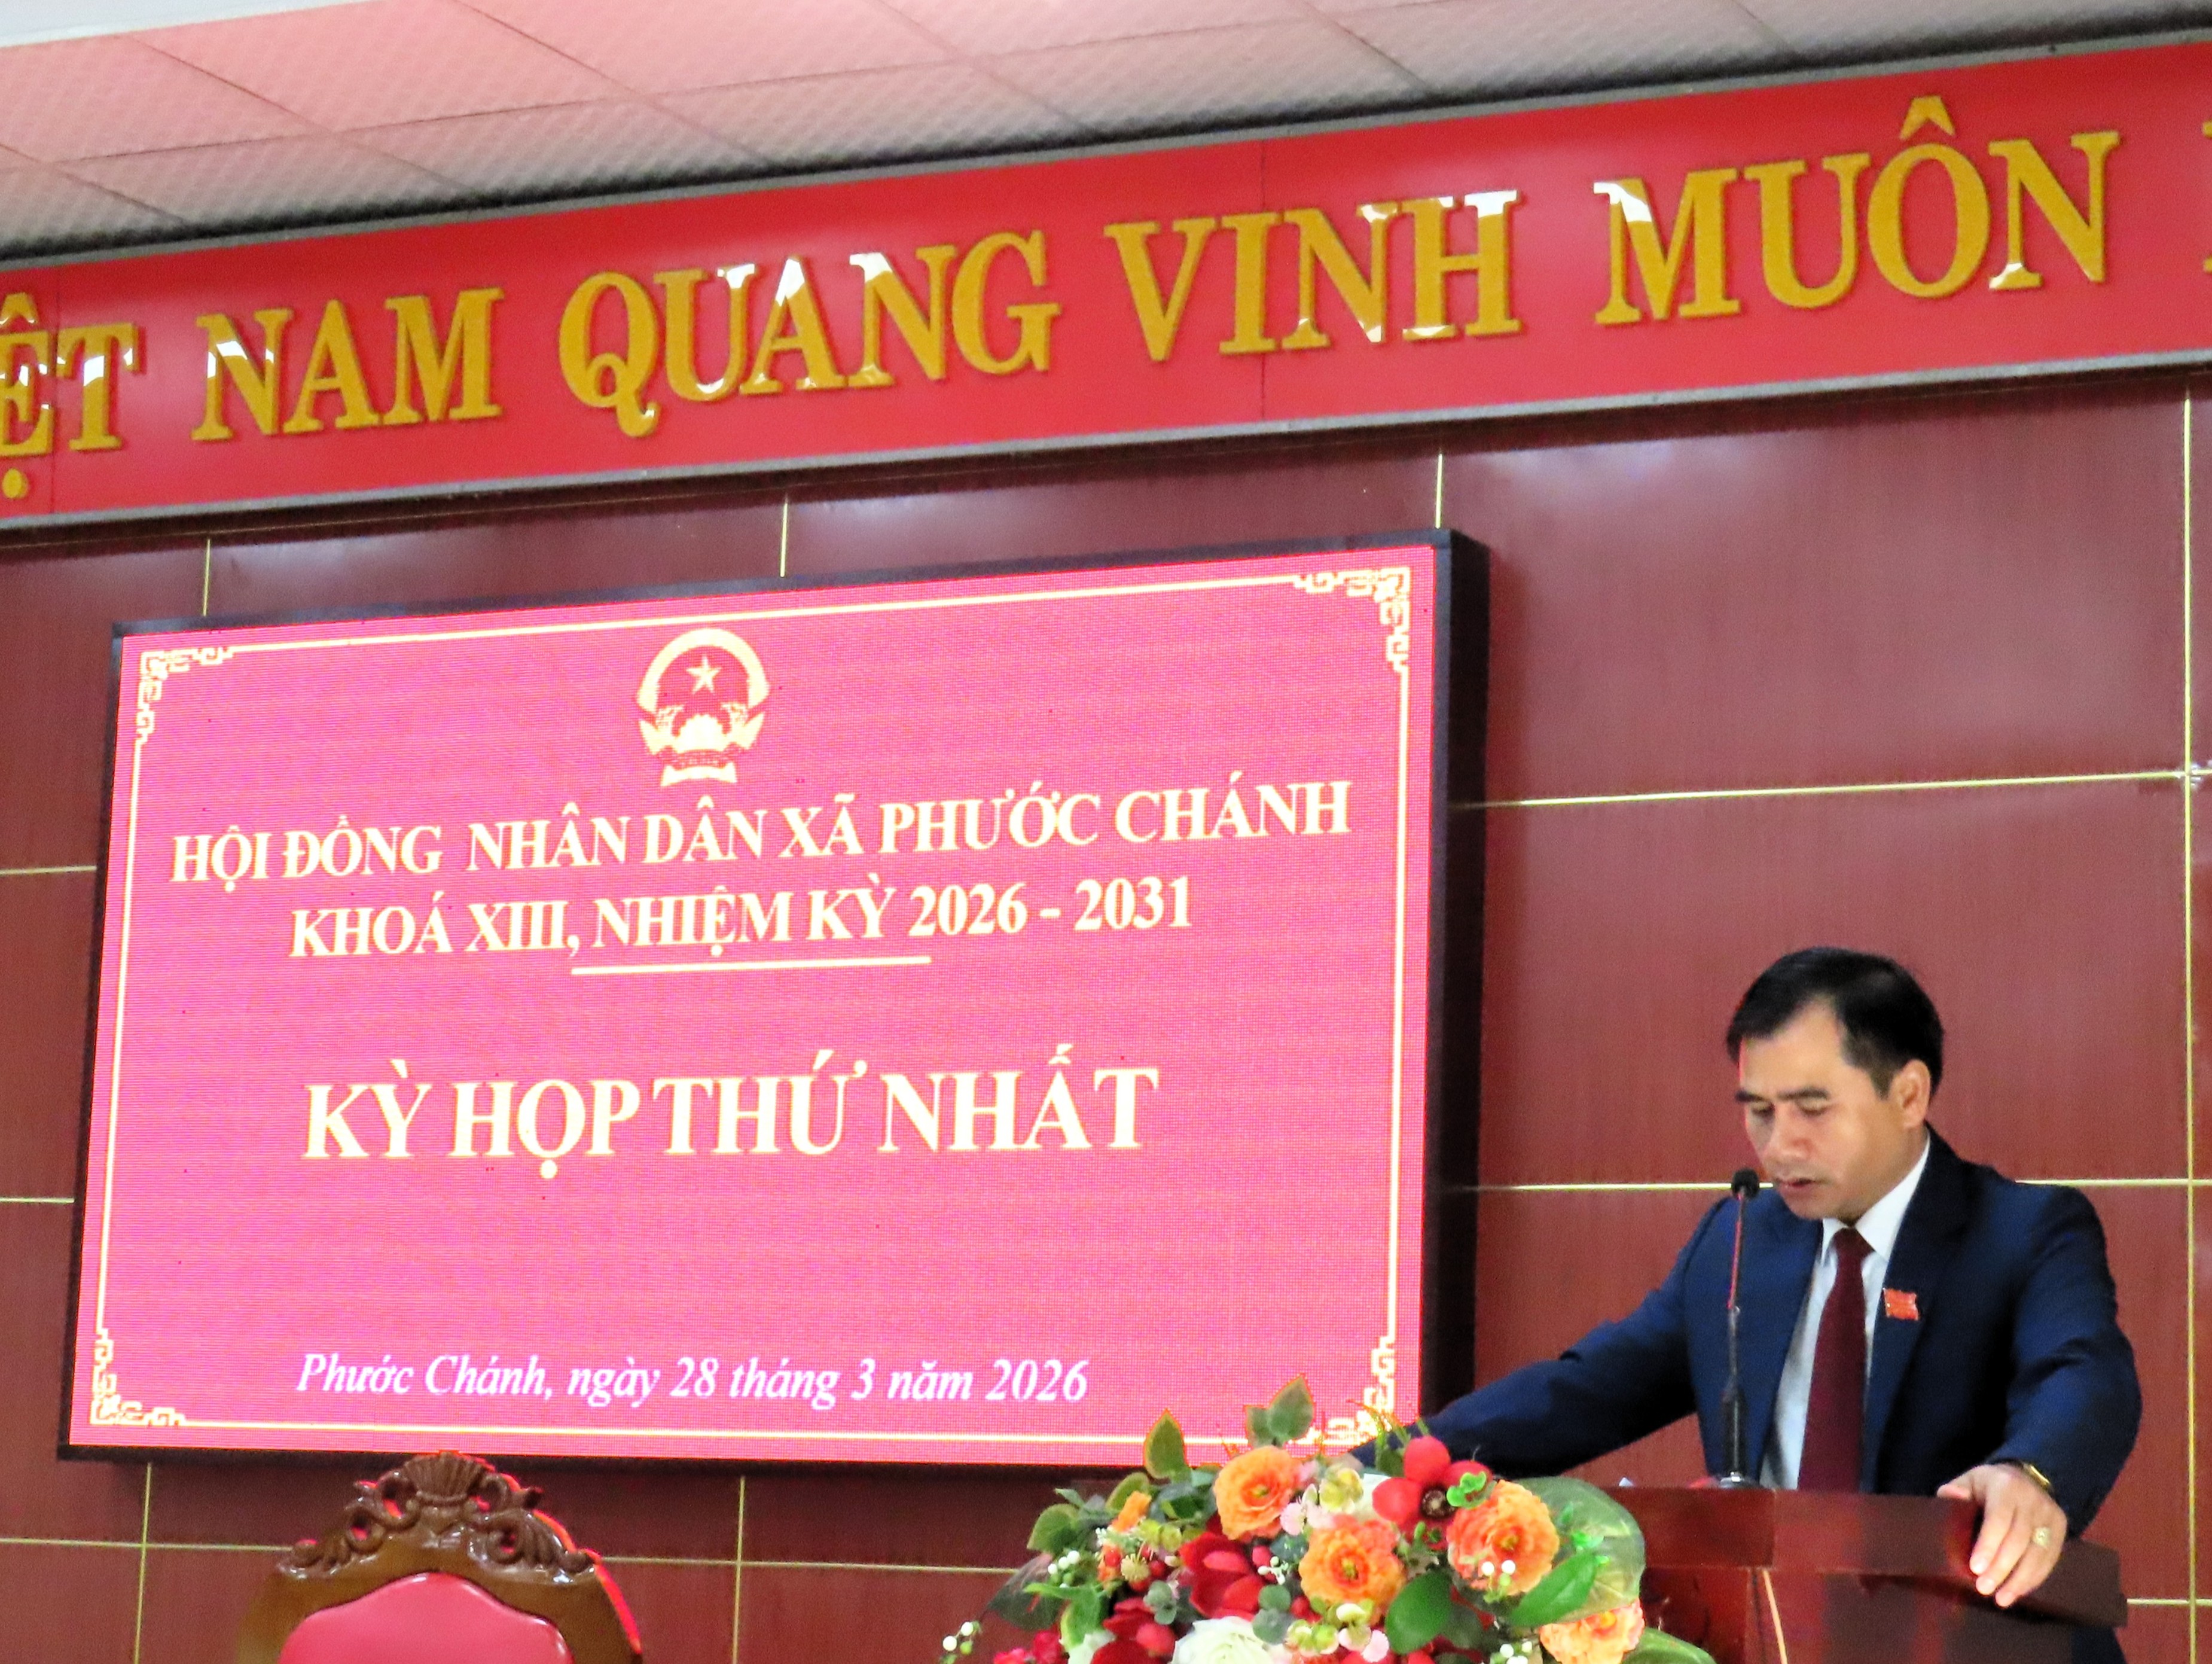 ỆT NAM QUANG VINH MUÔN
HỘI ĐỒNG NHÂN DÂN XÃ PHƯỚC CHÁNH
KHOÁ XIII, NHIỆM KỲ 2026 - 2031
KỲ HỌP THỨ NHẤT
Phước Chánh, ngày 28 tháng 3 năm 2026